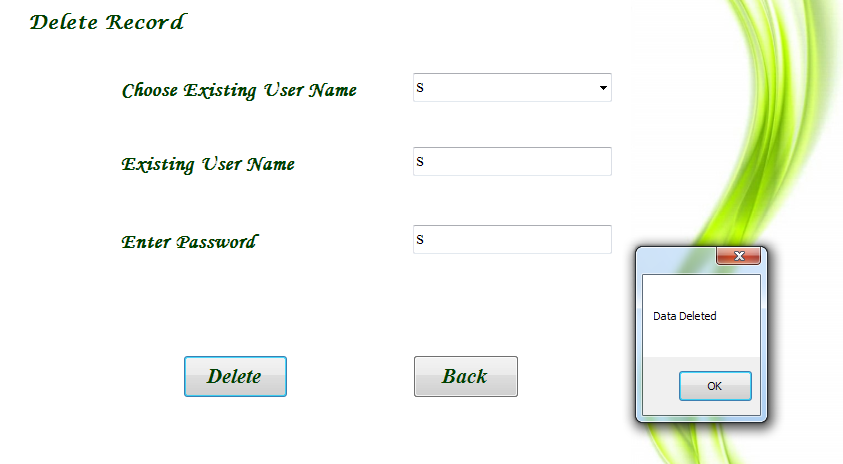 Delete Record
Choose Existing User Name
S
Existing User Name
S
Enter Password
S
Data Deleted
OK
Delete
Back